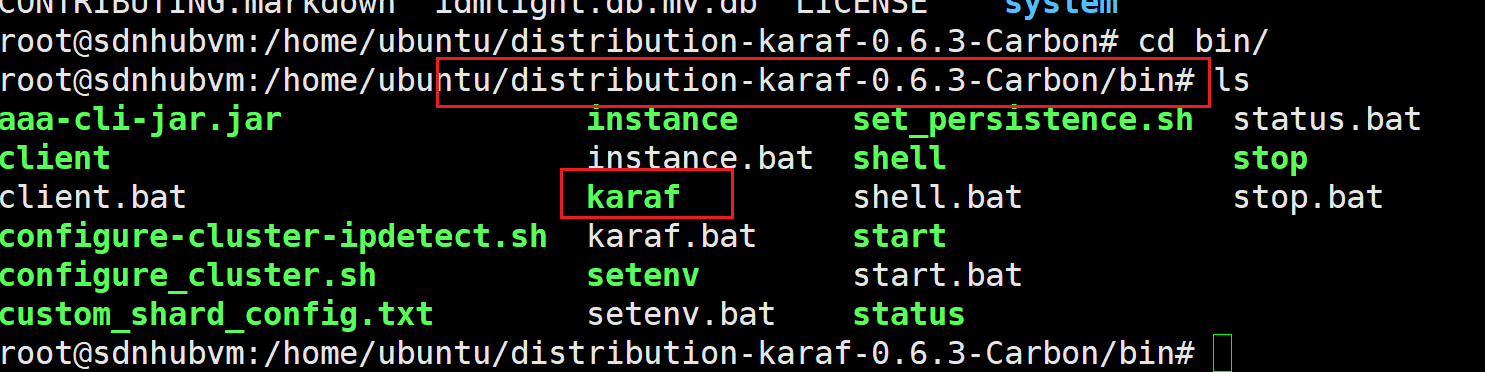 CONTRIBUTING.markdown  idmlight.db.mv.db  LICENSE    system
root@sdnhubvm:/home/ubuntu/distribution-karaf-0.6.3-Carbon# cd bin/
root@sdnhubvm:/home/ubuntu/distribution-karaf-0.6.3-Carbon/bin# ls
aaa-cli-jar.jar                instance      set_persistence.sh  status.bat
client                         instance.bat  shell               stop
client.bat                     karaf         shell.bat           stop.bat
configure-cluster-ipdetect.sh  karaf.bat     start
configure_cluster.sh           setenv        start.bat
custom_shard_config.txt        setenv.bat    status
root@sdnhubvm:/home/ubuntu/distribution-karaf-0.6.3-Carbon/bin#